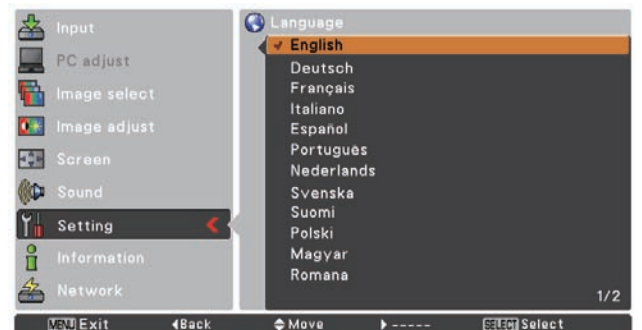 Input
PC adjust
Image select
Image adjust
Screen
Sound
Setting
Information
Network
Language
English
Deutsch
Français
Italiano
Español
Português
Nederlands
Svenska
Suomi
Polski
Magyar
Romana
1/2
MENU Exit
Back
Move
-----
SELECT Select